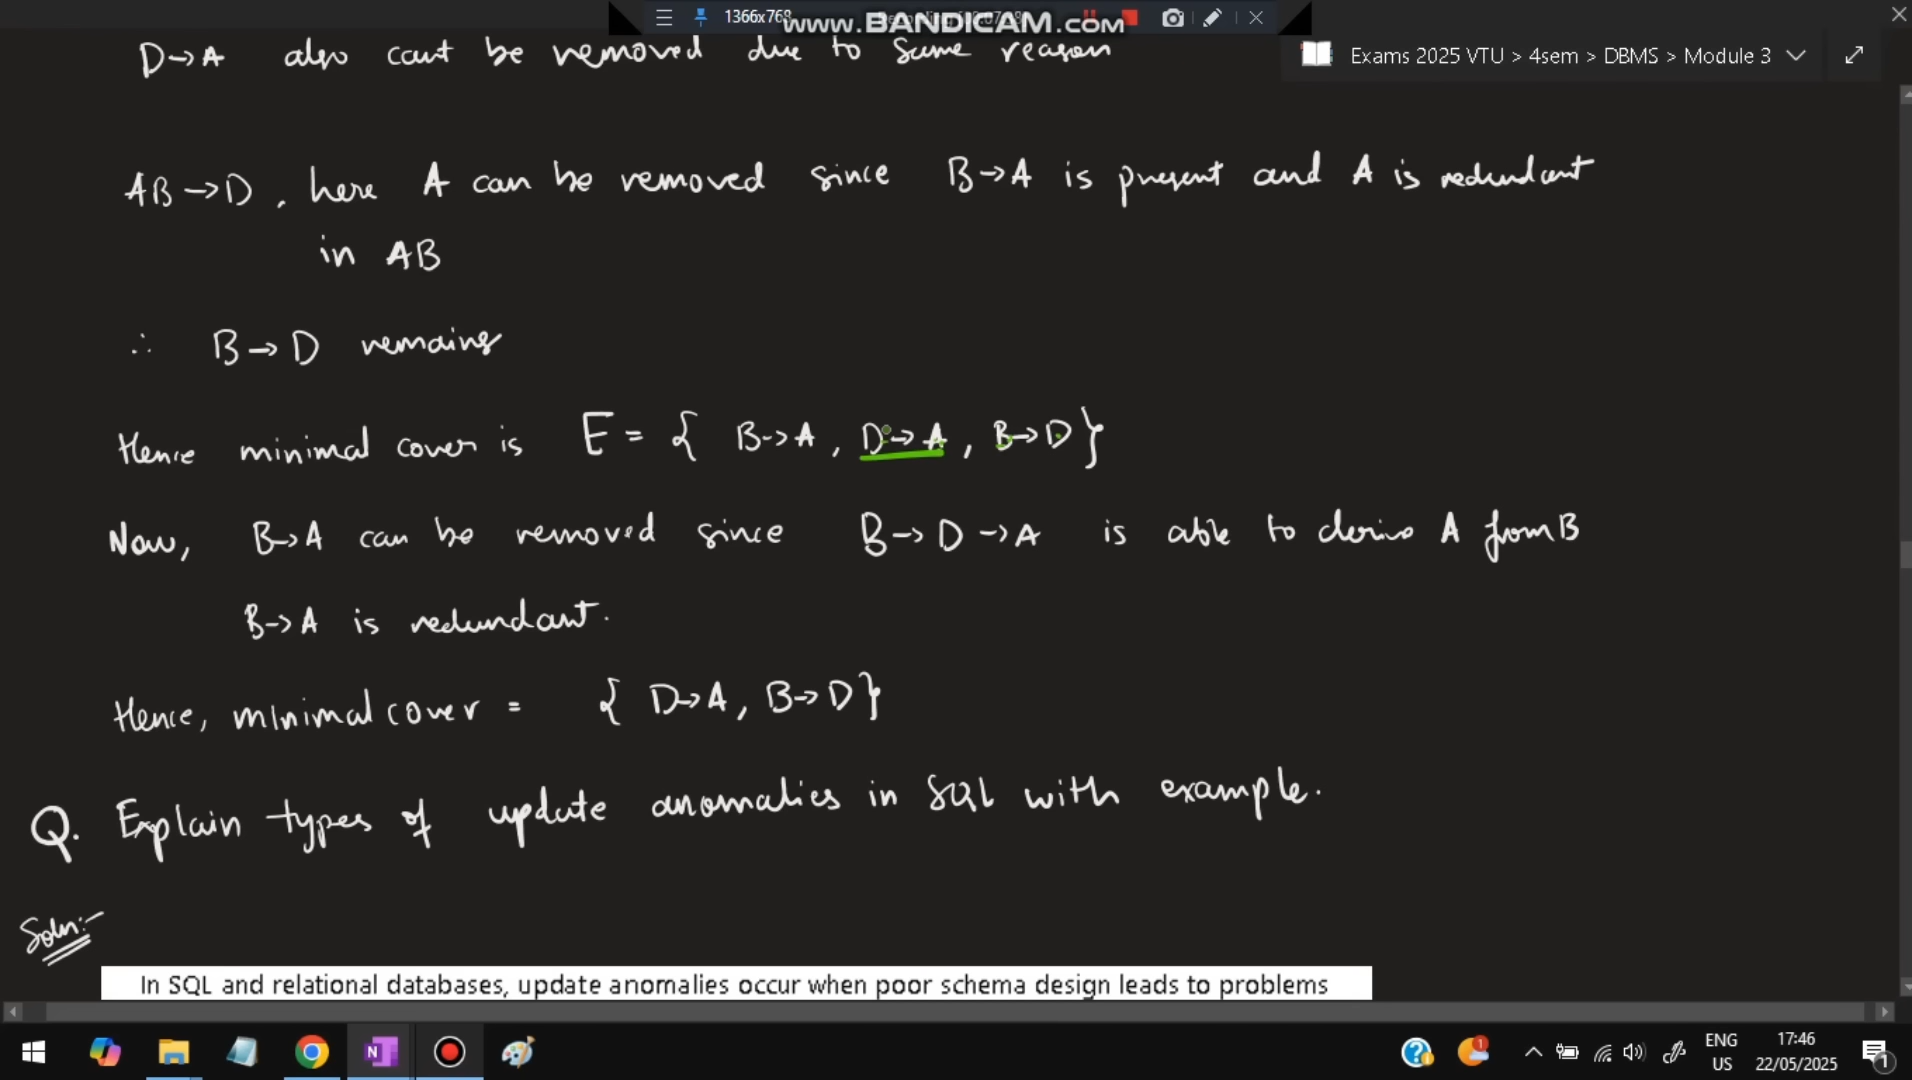 1366x768
www.BANDICAM.com
D→A also cant be removed due to same reason
Exams 2025 VTU > 4sem > DBMS > Module 3
AB→D, here A can be removed since B→A is present and A is redundant
in AB
∴ B→D remains
Hence minimal cover is E = { B→A, D→A, B→D}
Now, B→A can be removed since B→D→A is able to derive A from B
B→A is redundant.
Hence, minimal cover = { D→A, B→D}
Q. Explain types of update anomalies in SQL with example.
Soln:-
In SQL and relational databases, update anomalies occur when poor schema design leads to problems
ENG
US
17:46
22/05/2025
N
1
1